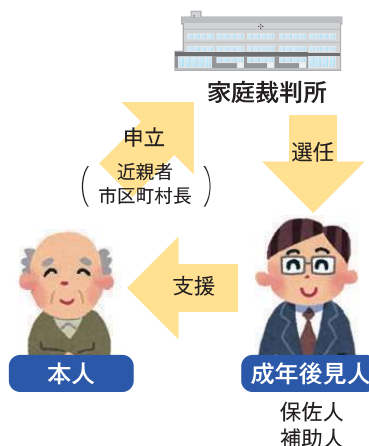 家庭裁判所
申立
(近親者
市区町村長)
選任
支援
本人
成年後見人
保佐人
補助人